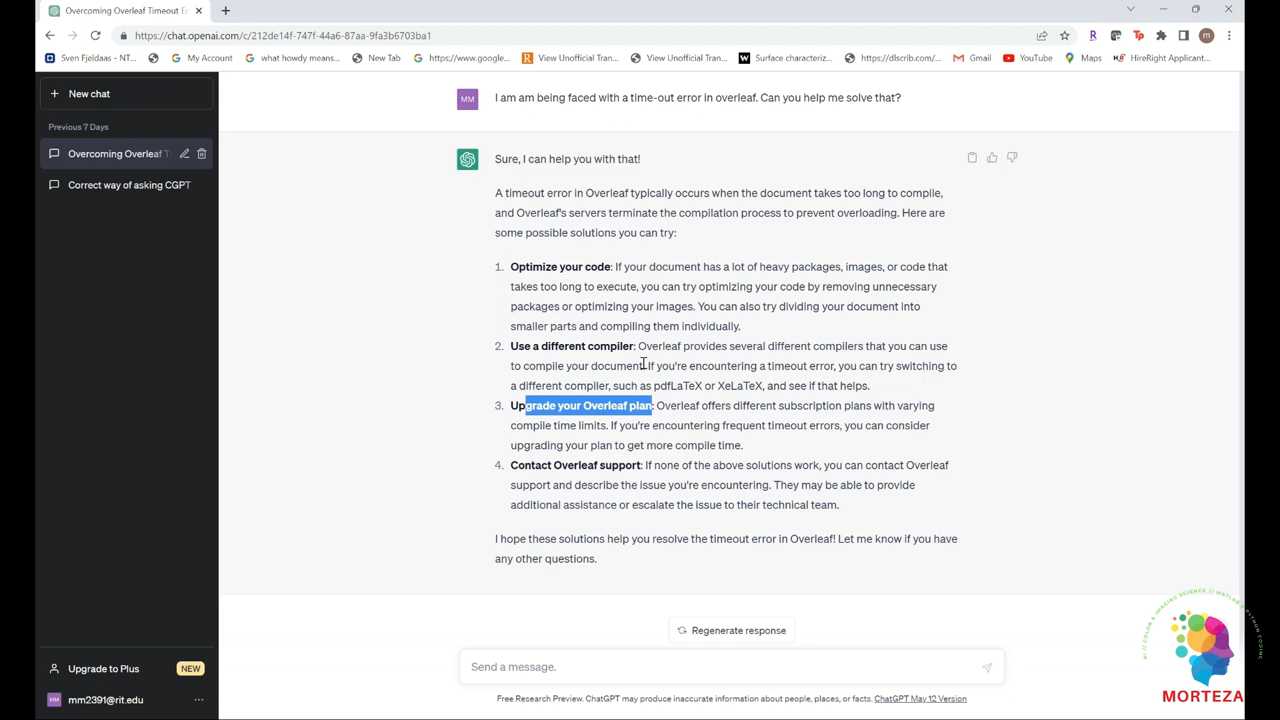 Overcoming Overleaf Timeout E
https://chat.openai.com/c/212de14f-747f-44a6-87aa-9fa3b6703ba1
Sven Fjeldaas - NT... My Account what howdy means... New Tab https://www.google... View Unofficial Tran... View Unofficial Tran... Surface characteriz... https://dlscrib.com/... Gmail YouTube Maps HireRight Applicant...
New chat
Previous 7 Days
Overcoming Overleaf T
Correct way of asking CGPT
MM I am am being faced with a time-out error in overleaf. Can you help me solve that?
Sure, I can help you with that!
A timeout error in Overleaf typically occurs when the document takes too long to compile,
and Overleaf's servers terminate the compilation process to prevent overloading. Here are
some possible solutions you can try:
1. Optimize your code: If your document has a lot of heavy packages, images, or code that
takes too long to execute, you can try optimizing your code by removing unnecessary
packages or optimizing your images. You can also try dividing your document into
smaller parts and compiling them individually.
2. Use a different compiler: Overleaf provides several different compilers that you can use
to compile your document. If you're encountering a timeout error, you can try switching to
a different compiler, such as pdfLaTeX or XeLaTeX, and see if that helps.
3. Upgrade your Overleaf plan: Overleaf offers different subscription plans with varying
compile time limits. If you're encountering frequent timeout errors, you can consider
upgrading your plan to get more compile time.
4. Contact Overleaf support: If none of the above solutions work, you can contact Overleaf
support and describe the issue you're encountering. They may be able to provide
additional assistance or escalate the issue to their technical team.
I hope these solutions help you resolve the timeout error in Overleaf! Let me know if you have
any other questions.
Regenerate response
Send a message.
Free Research Preview. ChatGPT may produce inaccurate information about people, places, or facts. ChatGPT May 12 Version
Upgrade to Plus NEW
MM mm2391@rit.edu
MORTEZA